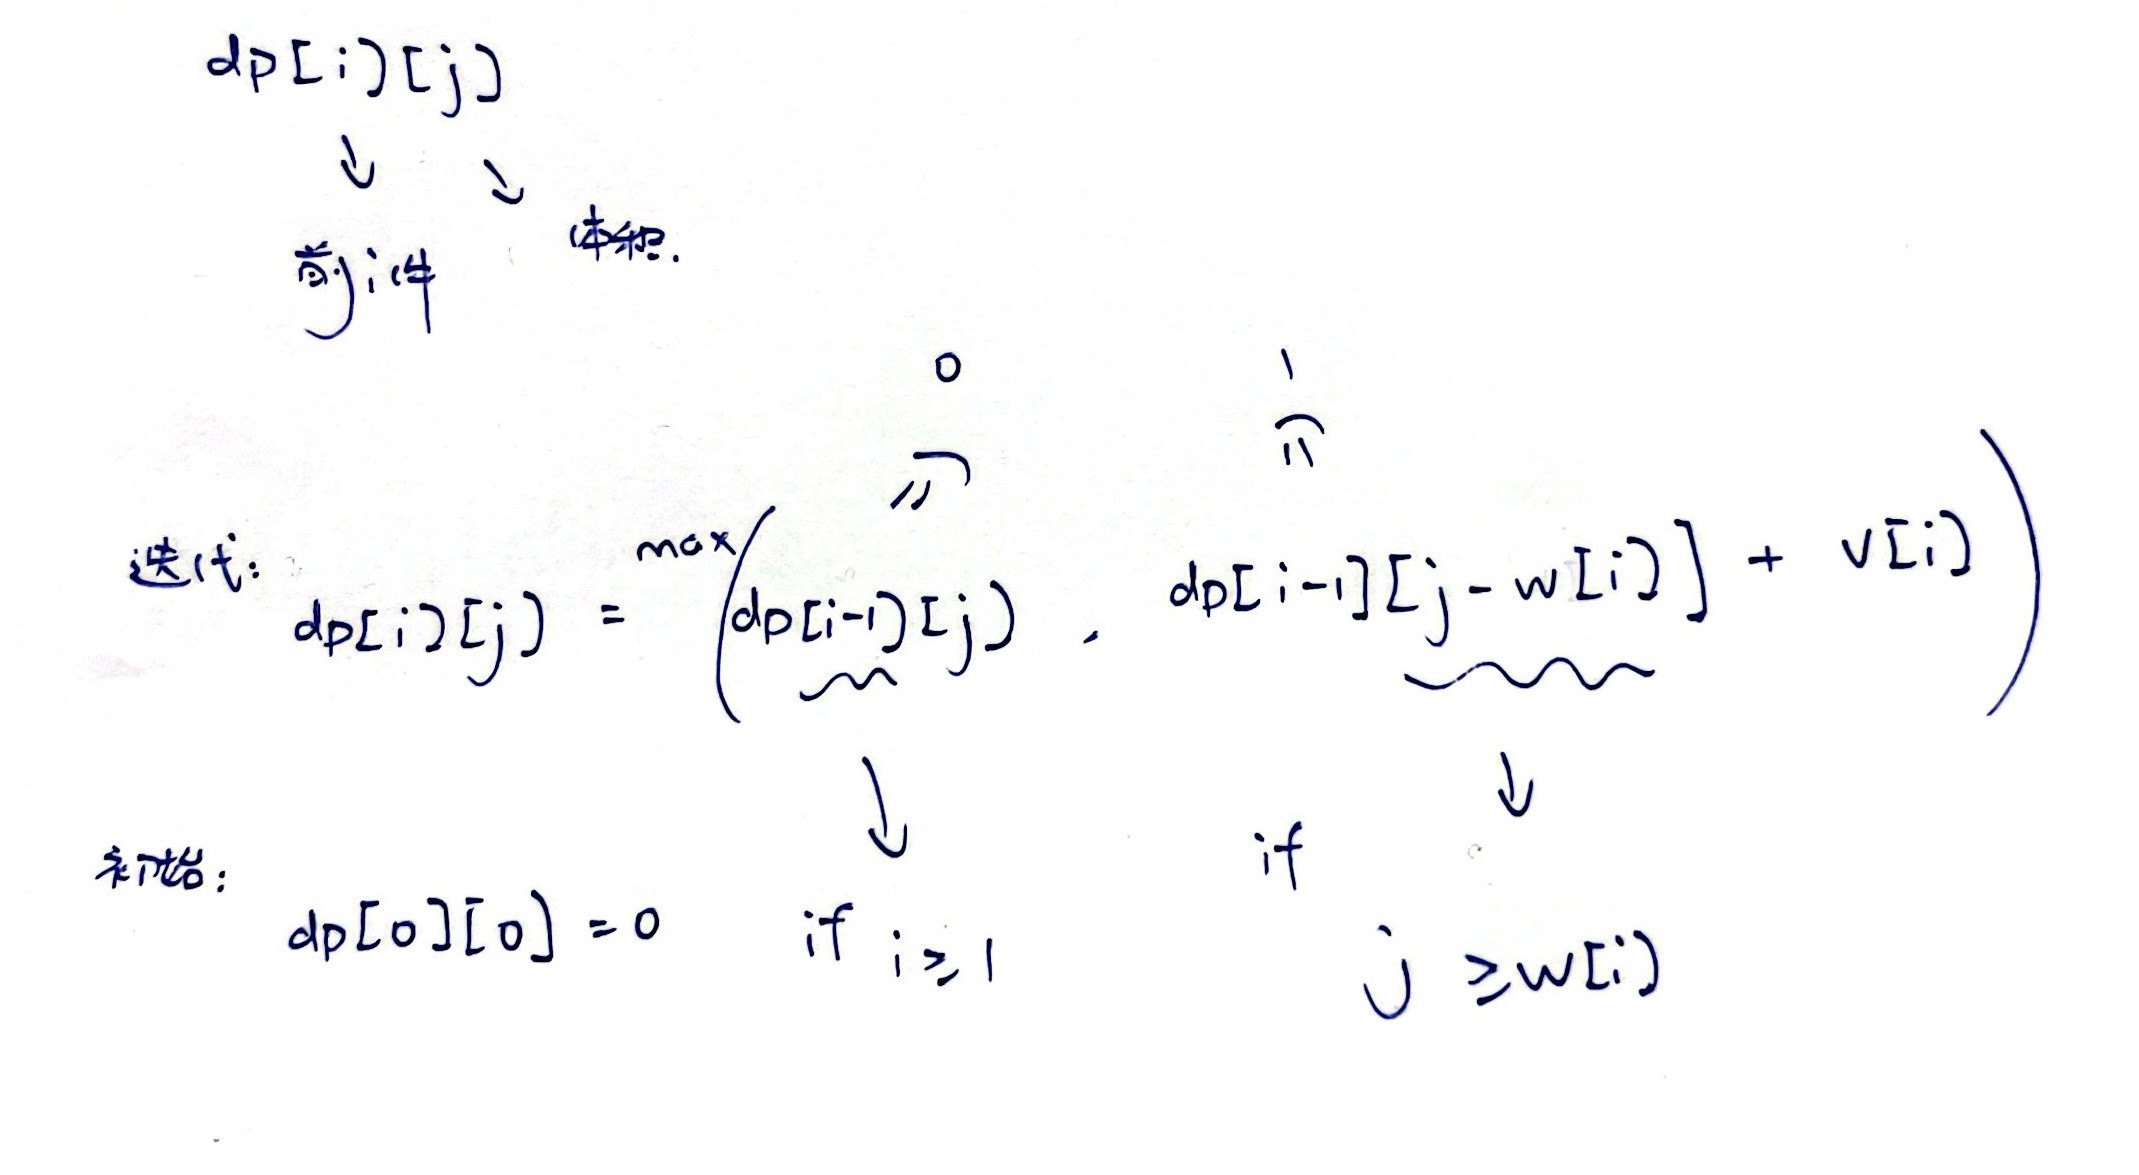 dp[i][j]
↓ ↘
前i件 体积.
0 1
迭代: dp[i][j] = max(dp[i-1][j], dp[i-1][j-w[i]] + v[i])
↓ ↓
初始: dp[0][0]=0 if i≥1 if j≥w[i]